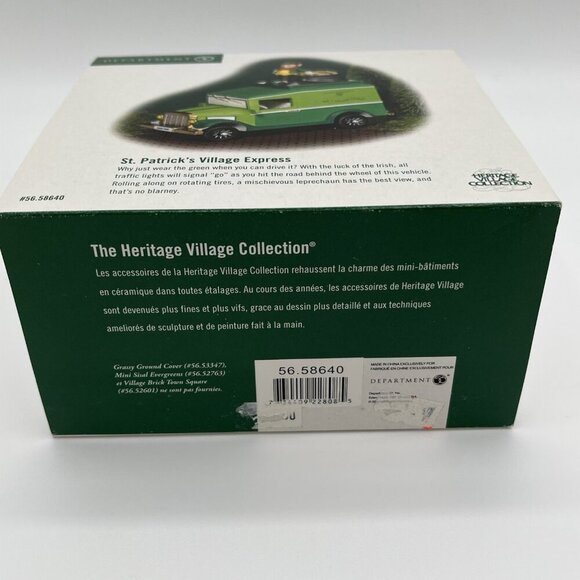 DEPARTMENT 56
St. Patrick's Village Express
Why just wear the green when you can drive it? With the luck of the Irish, all
traffic lights will signal "go" as you hit the road behind the wheel of this vehicle.
Rolling along on rotating tires, a mischievous leprechaun has the best view, and
that's no blarney.
#56.58640
HERITAGE
VILLAGE
COLLECTION
The Heritage Village Collection®
Les accessoires de la Heritage Village Collection rehaussent la charme des mini-bâtiments
en céramique dans toutes étalages. Au cours des années, les accessoires de Heritage Village
sont devenués plus fines et plus vifs, grace au dessin plus detaillé et aux techniques
ameliorés de sculpture et de peinture fait à la main.
Grassy Ground Cover (#56.53347),
Mini Sisal Evergreens (#56.52763)
et Village Brick Town Square
(#56.52601) ne sont pas fournies.
56.58640
MADE IN CHINA EXCLUSIVELY FOR
FABRIQUÉ EN CHINE EXCLUSIVEMENT POUR
DEPARTMENT 56